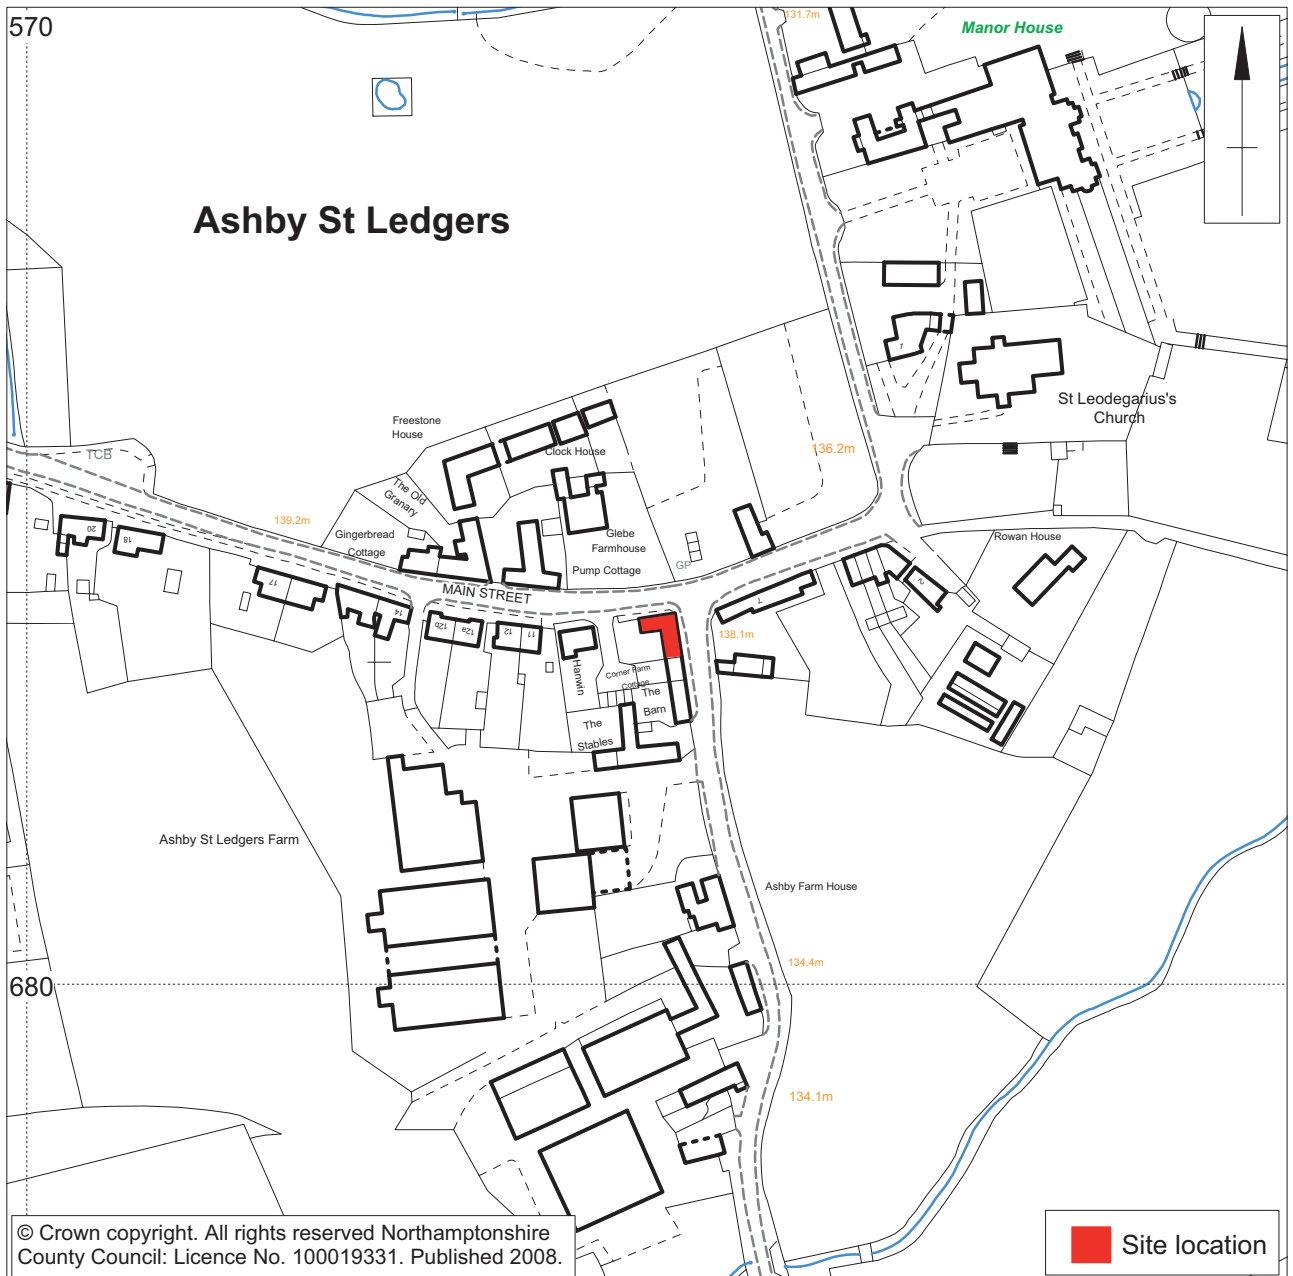 570
131.7m
Manor House
Ashby St Ledgers
1
St Leodegarius's
Church
Freestone
House
Clock House
TCB
The Old
Granary
136.2m
139.2m
Gingerbread
Cottage
Glebe
Farmhouse
Rowan House
20
18
GP
Pump Cottage
17
MAIN STREET
2
1
14
12b
12a
12
11
138.1m
Hanwin
Corner Farm
Cottage
The
Barn
The
Stables
Ashby St Ledgers Farm
Ashby Farm House
134.4m
680
134.1m
© Crown copyright. All rights reserved Northamptonshire
County Council: Licence No. 100019331. Published 2008.
Site location